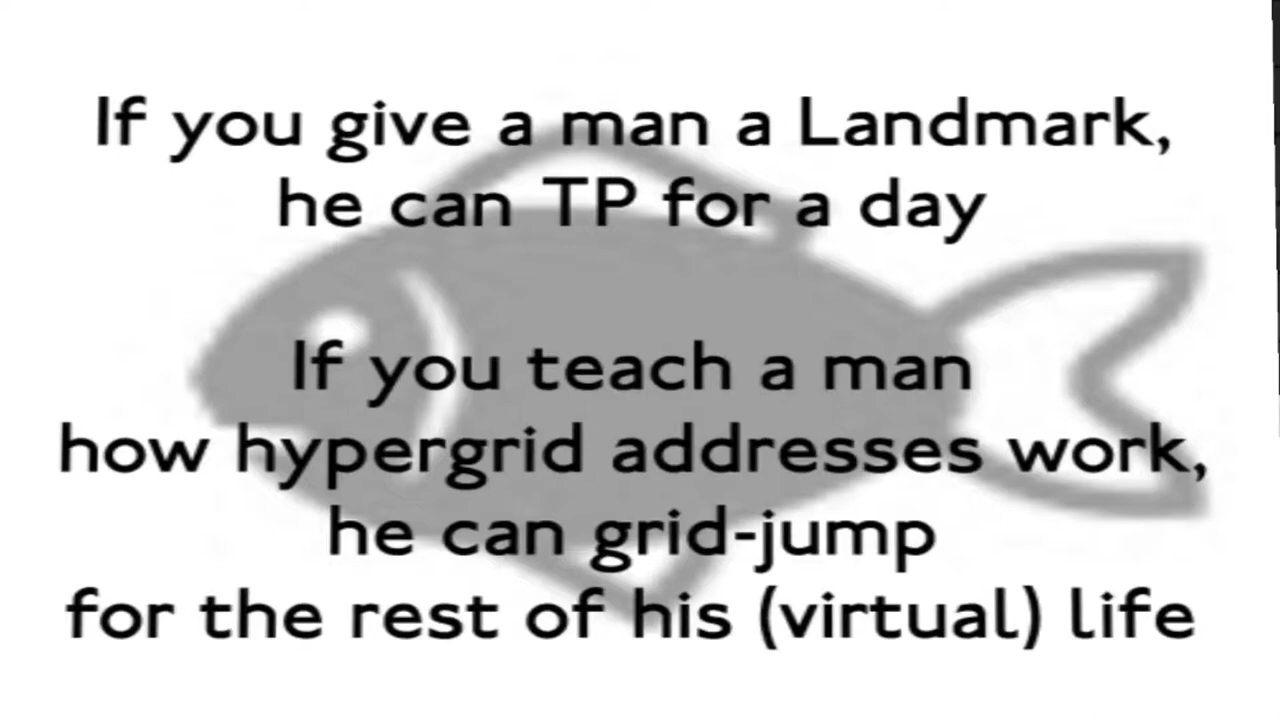 If you give a man a Landmark,
he can TP for a day
If you teach a man
how hypergrid addresses work,
he can grid-jump
for the rest of his (virtual) life